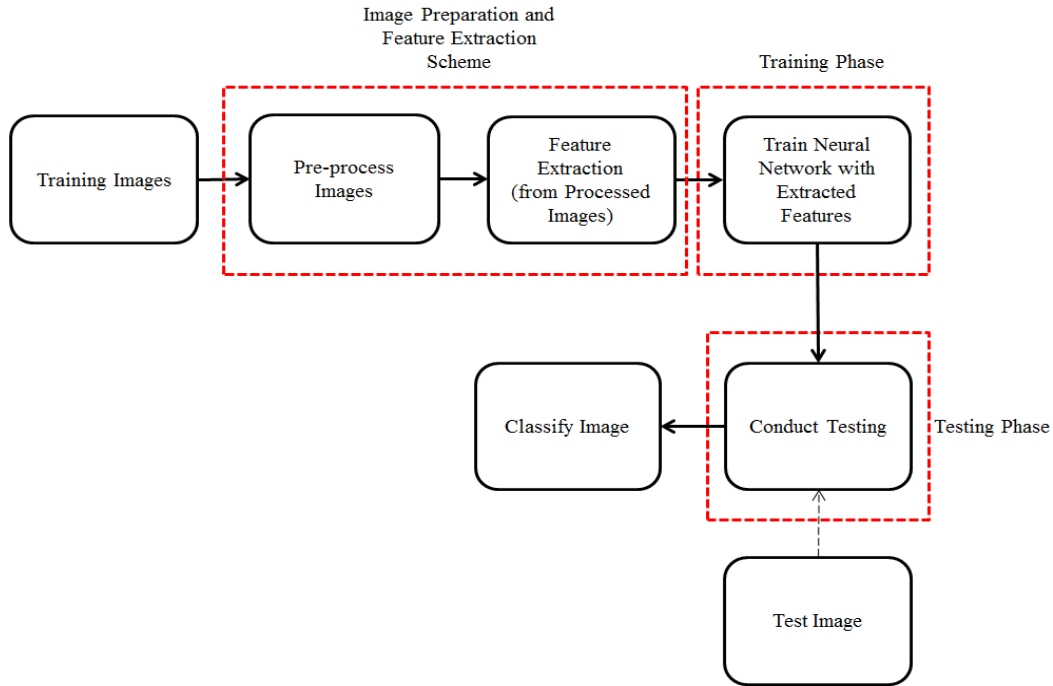 Image Preparation and
Feature Extraction
Scheme
Training Phase
Training Images
Pre-process
Images
Feature
Extraction
(from Processed
Images)
Train Neural
Network with
Extracted
Features
Classify Image
Conduct Testing
Testing Phase
Test Image